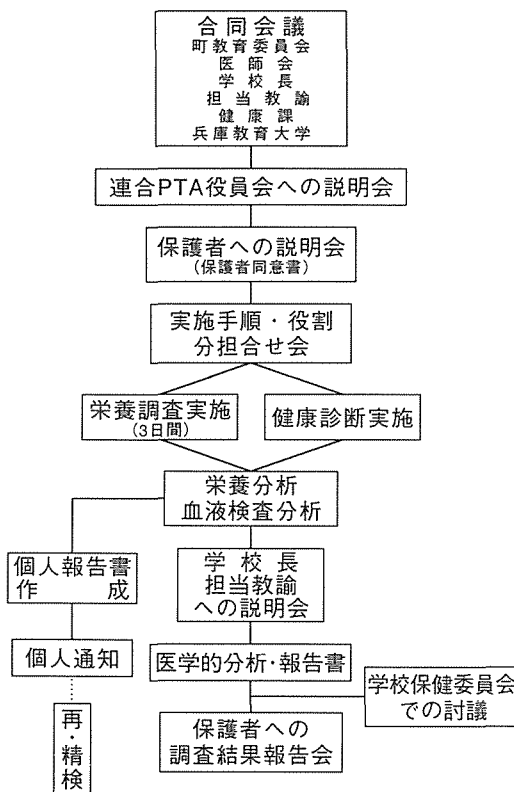 合同会議
町教育委員会
医師会
学校長
担当教諭
健康課
兵庫教育大学
連合PTA役員会への説明会
保護者への説明会
(保護者同意書)
実施手順・役割
分担合せ会
栄養調査実施
(3日間)
健康診断実施
栄養分析
血液検査分析
個人報告書
作成
学校長
担当教諭
への説明会
個人通知
医学的分析・報告書
学校保健委員会
での討議
再・精検
保護者への
調査結果報告会